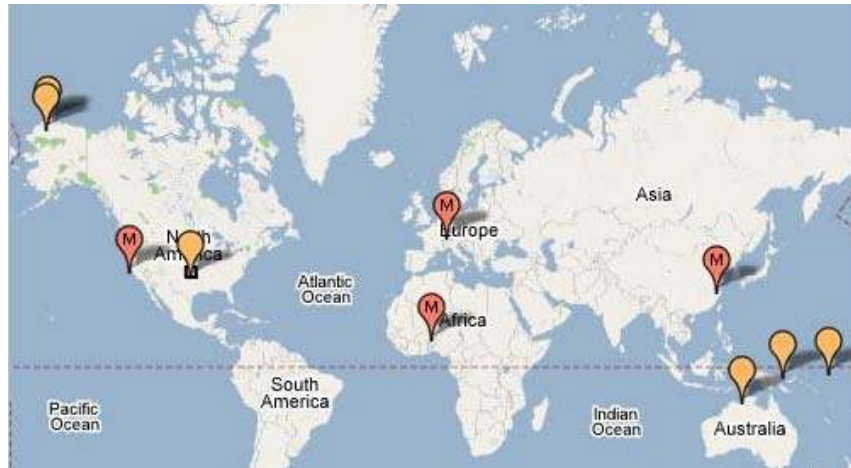 Asia
M
M
North
America
M
Europe
M
Atlantic
Ocean
M
Africa
South
America
Pacific
Ocean
Indian
Ocean
Australia